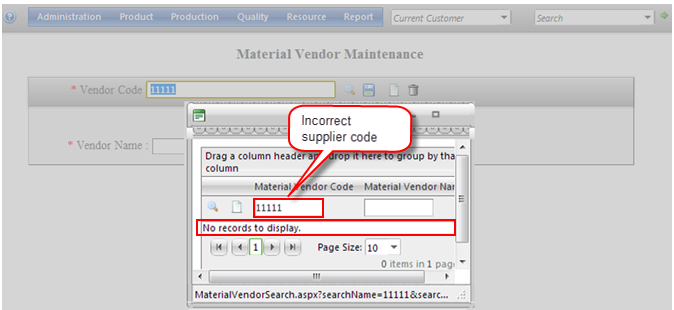 Administration Product Production Quality Resource Report Current Customer Search
Material Vendor Maintenance
* Vendor Code 11111
Incorrect
supplier code
* Vendor Name :
Drag a column header and drop it here to group by tha
column
Material Vendor Code Material Vendor Nar
11111
No records to display.
1 Page Size: 10
0 items in 1 page
MaterialVendorSearch.aspx?searchName=11111&searc...